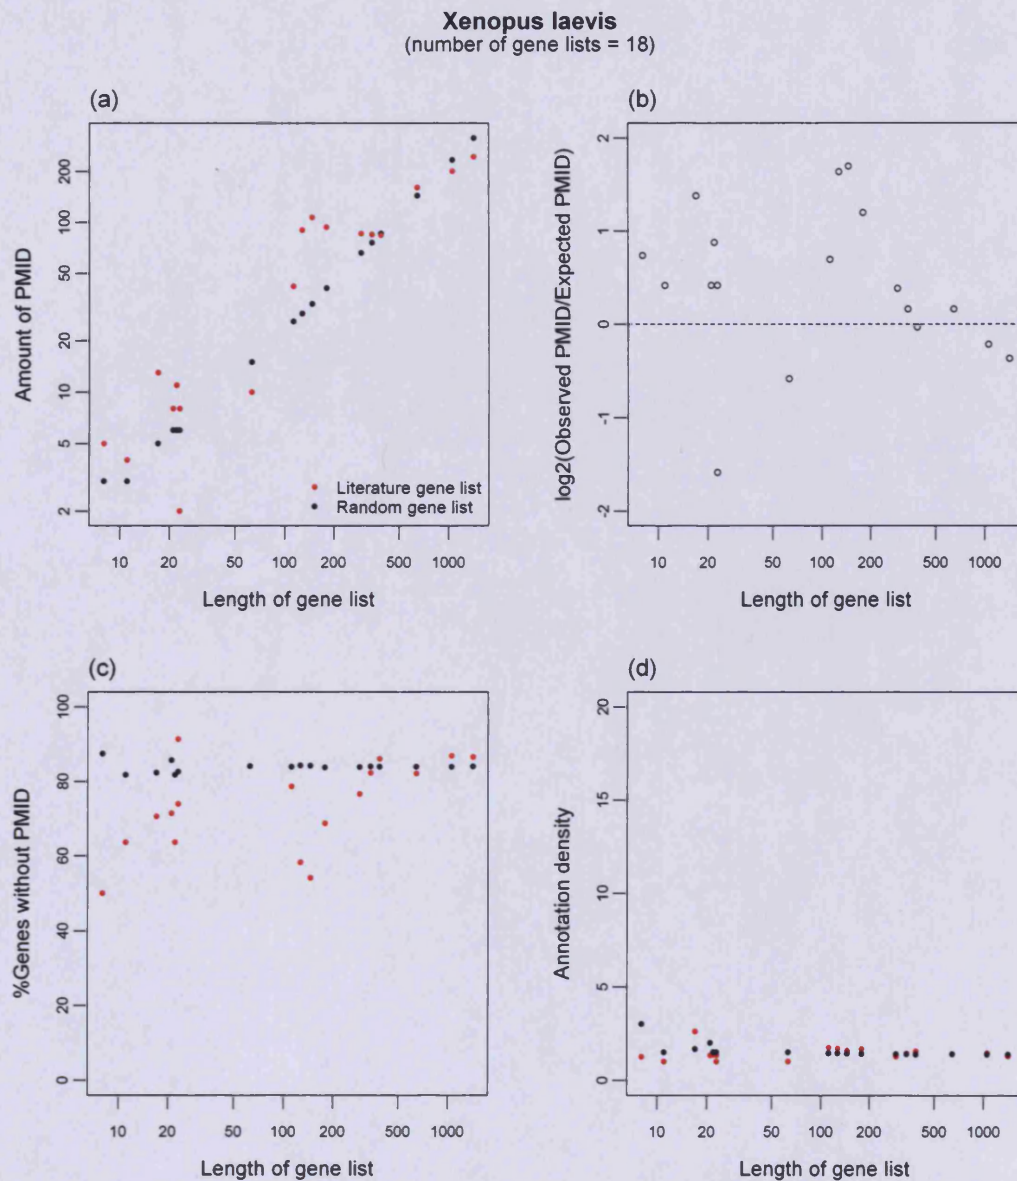 Xenopus laevis
(number of gene lists = 18)
(a)
Amount of PMID
200
100
50
20
10
5
2
Literature gene list
Random gene list
10 20 50 100 200 500 1000
Length of gene list
(b)
log2(Observed PMID/Expected PMID)
2
1
0
-1
-2
10 20 50 100 200 500 1000
Length of gene list
(c)
%Genes without PMID
100
80
60
40
20
0
10 20 50 100 200 500 1000
Length of gene list
(d)
Annotation density
20
15
10
5
0
10 20 50 100 200 500 1000
Length of gene list